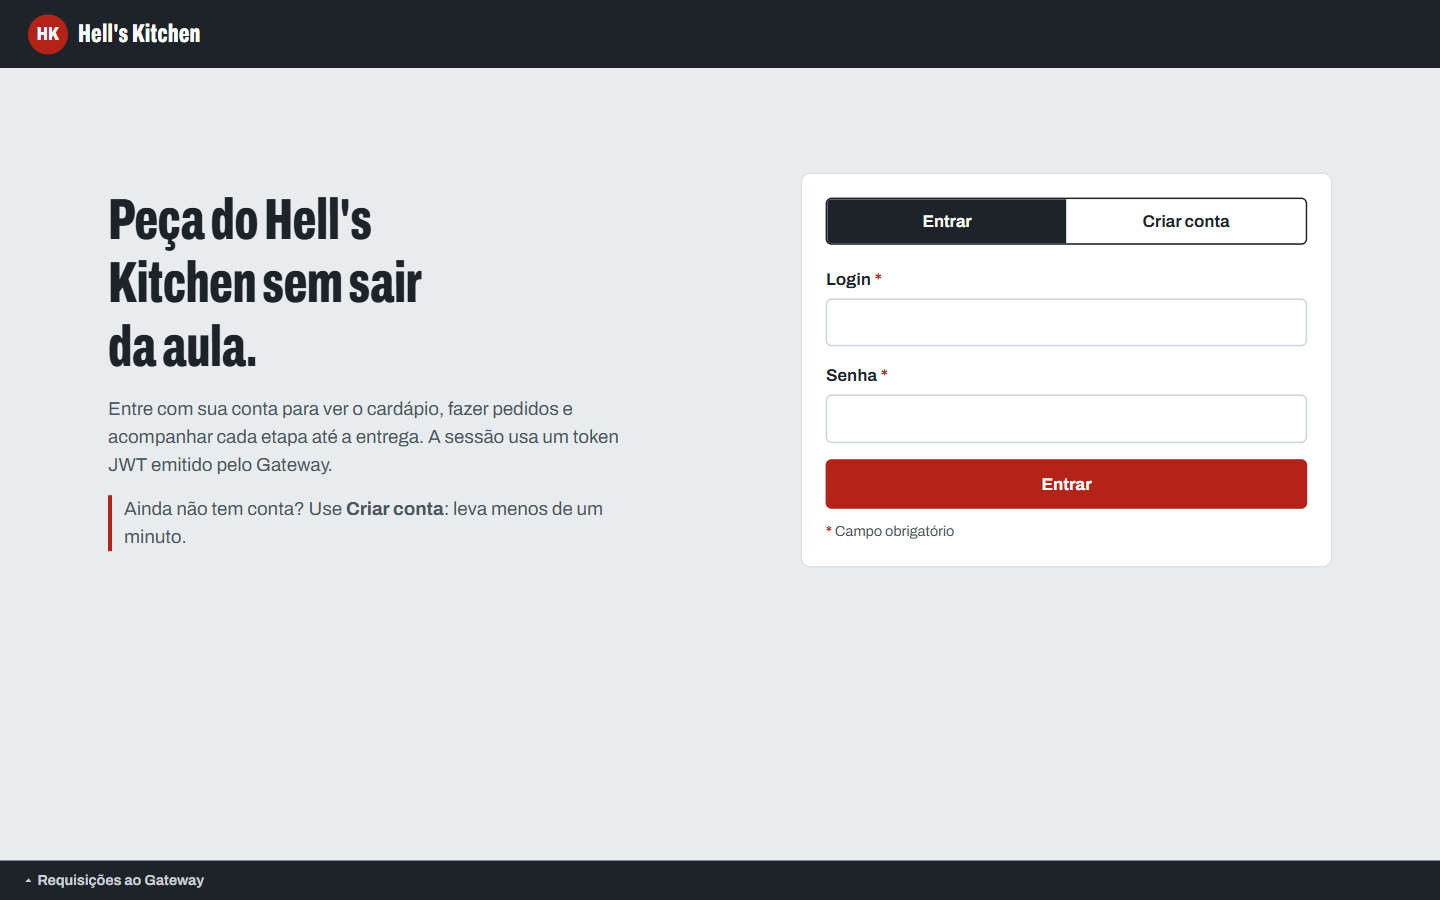 HK Hell's Kitchen
Peça do Hell's
Kitchen sem sair
da aula.
Entre com sua conta para ver o cardápio, fazer pedidos e
acompanhar cada etapa até a entrega. A sessão usa um token
JWT emitido pelo Gateway.
Ainda não tem conta? Use Criar conta: leva menos de um
minuto.
Entrar Criar conta
Login *
Senha *
Entrar
* Campo obrigatório
Requisições ao Gateway